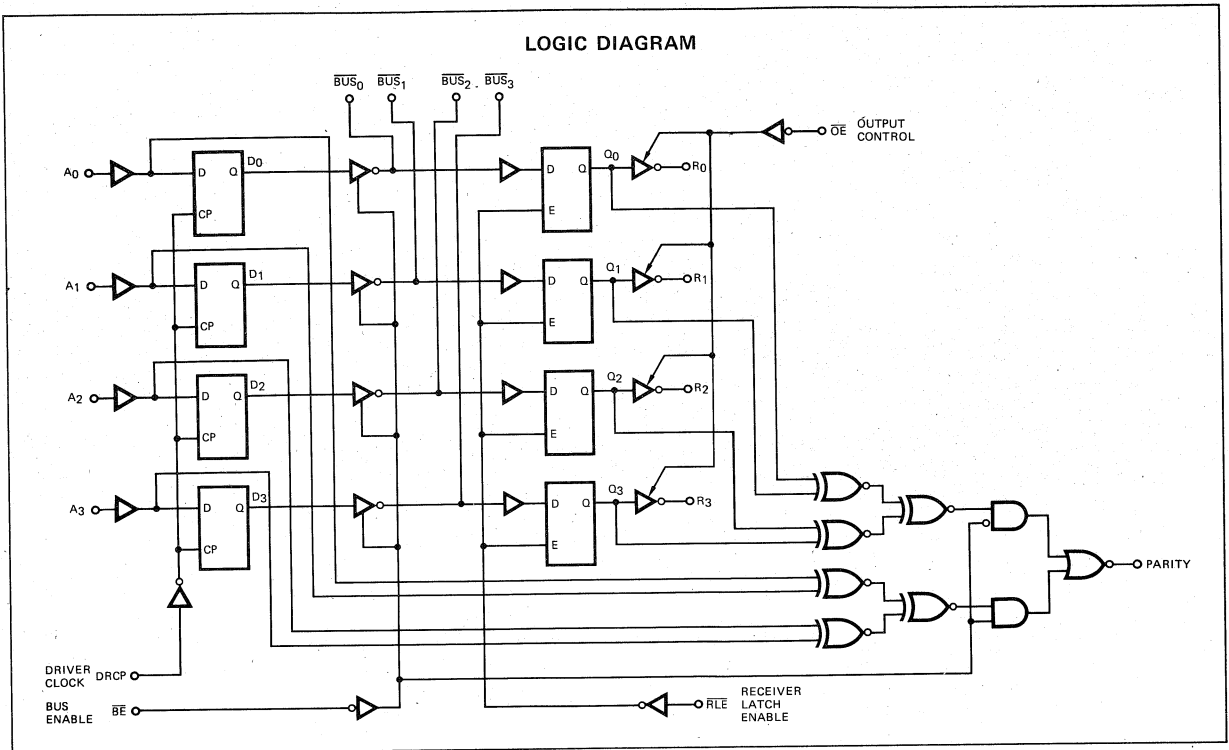 LOGIC DIAGRAM
BUS0 BUS1 BUS2 BUS3
OE OUTPUT CONTROL
A0 D Q D0 CP D Q Q0 E R0
A1 D Q D1 CP D Q Q1 E R1
A2 D Q D2 CP D Q Q2 E R2
A3 D Q D3 CP D Q Q3 E R3
PARITY
DRIVER CLOCK DRCP
BUS ENABLE BE
RLE RECEIVER LATCH ENABLE